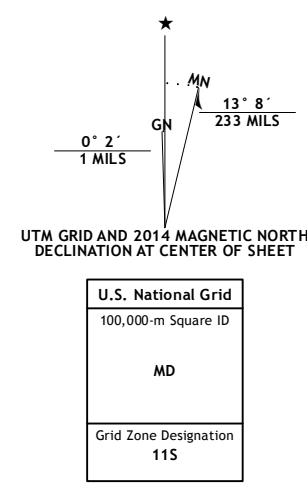 MN
GN
13° 8´
233 MILS
0° 2´
1 MILS
UTM GRID AND 2014 MAGNETIC NORTH
DECLINATION AT CENTER OF SHEET
U.S. National Grid
100,000-m Square ID
MD
Grid Zone Designation
11S